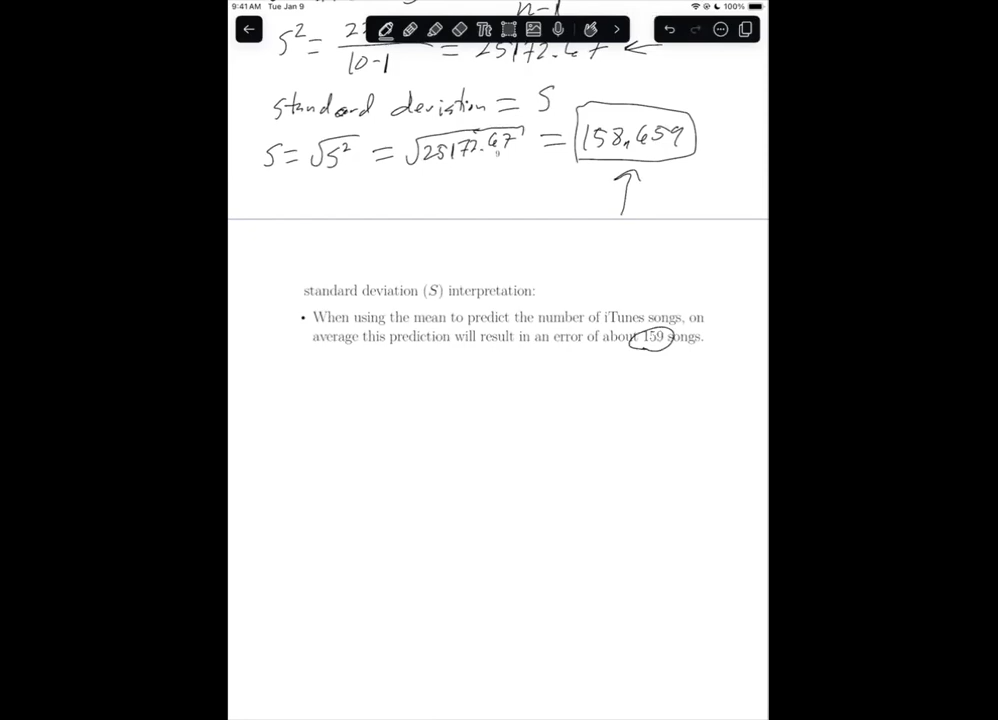 9:41 AM Tue Jan 9
100%
n-1
S² = 10-1 = 25172.67 ←
Tt
standard deviation = S
S = √S² = √25172.67 = 158.659
standard deviation (S) interpretation:
• When using the mean to predict the number of iTunes songs, on
average this prediction will result in an error of about 159 songs.